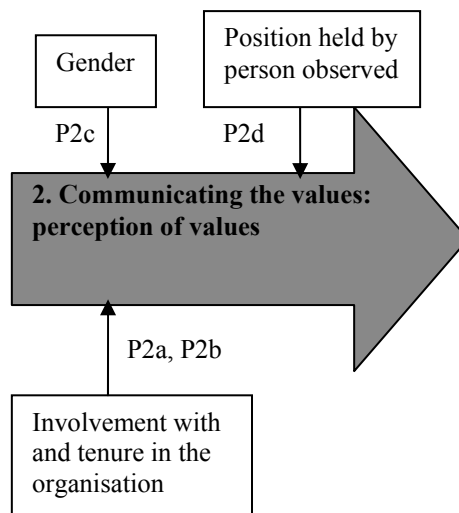 Gender
Position held by
person observed
P2c
P2d
2. Communicating the values:
perception of values
P2a, P2b
Involvement with
and tenure in the
organisation